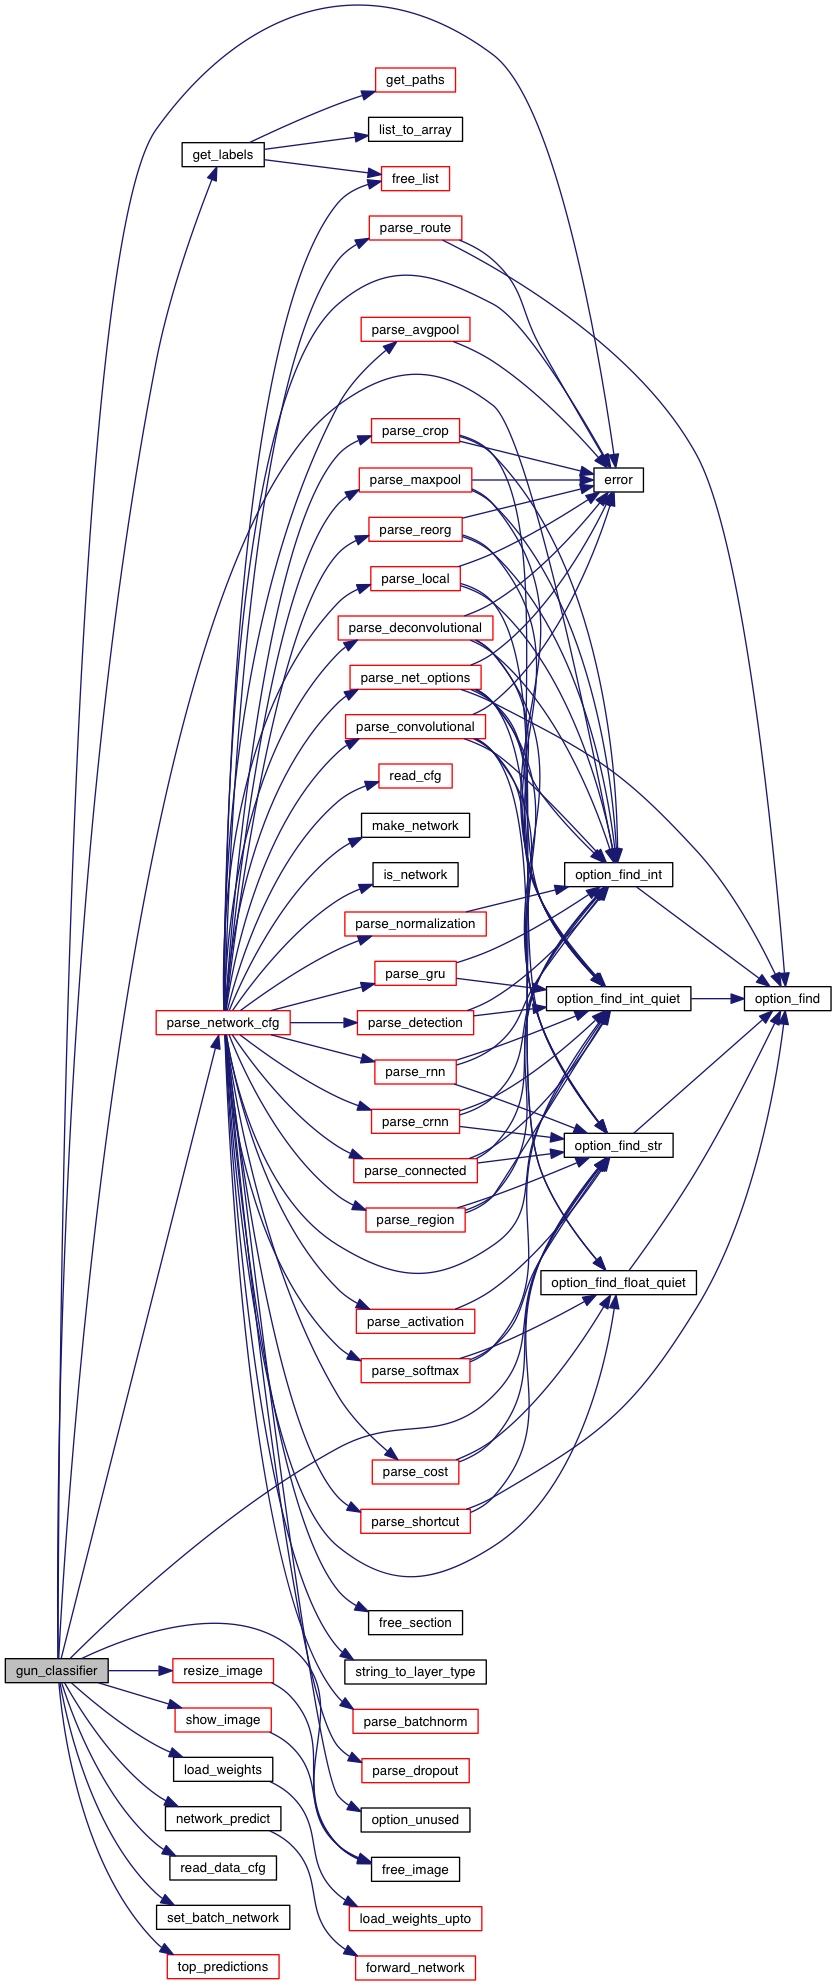 get_paths
list_to_array
get_labels
free_list
parse_route
parse_avgpool
parse_crop
parse_maxpool
error
parse_reorg
parse_local
parse_deconvolutional
parse_net_options
parse_convolutional
read_cfg
make_network
is_network
option_find_int
parse_normalization
parse_gru
option_find_int_quiet
option_find
parse_network_cfg
parse_detection
parse_rnn
parse_crnn
option_find_str
parse_connected
parse_region
option_find_float_quiet
parse_activation
parse_softmax
parse_cost
parse_shortcut
free_section
gun_classifier
resize_image
string_to_layer_type
show_image
parse_batchnorm
load_weights
parse_dropout
network_predict
option_unused
read_data_cfg
free_image
set_batch_network
load_weights_upto
top_predictions
forward_network